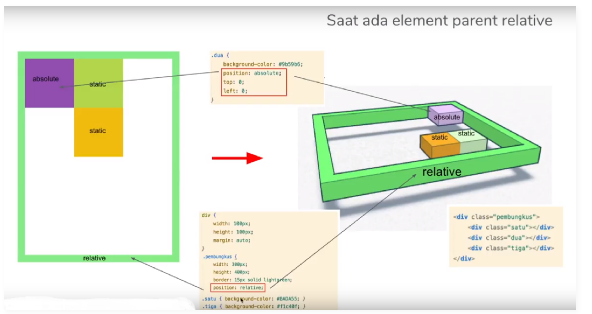 Saat ada element parent relative
absolute
static
static
relative
.dua {
background-color: #9b59b6;
position: absolute;
top: 0;
left: 0;
}
absolute
static
static
relative
div {
width: 100px;
height: 100px;
margin: auto;
}
.pembungkus {
width: 300px;
height: 400px;
border: 15px solid lightgreen;
position: relative;
}
.satu { background-color: #BADA55; }
.tiga { background-color: #f1c40f; }
<div class="pembungkus">
<div class="satu"></div>
<div class="dua"></div>
<div class="tiga"></div>
</div>